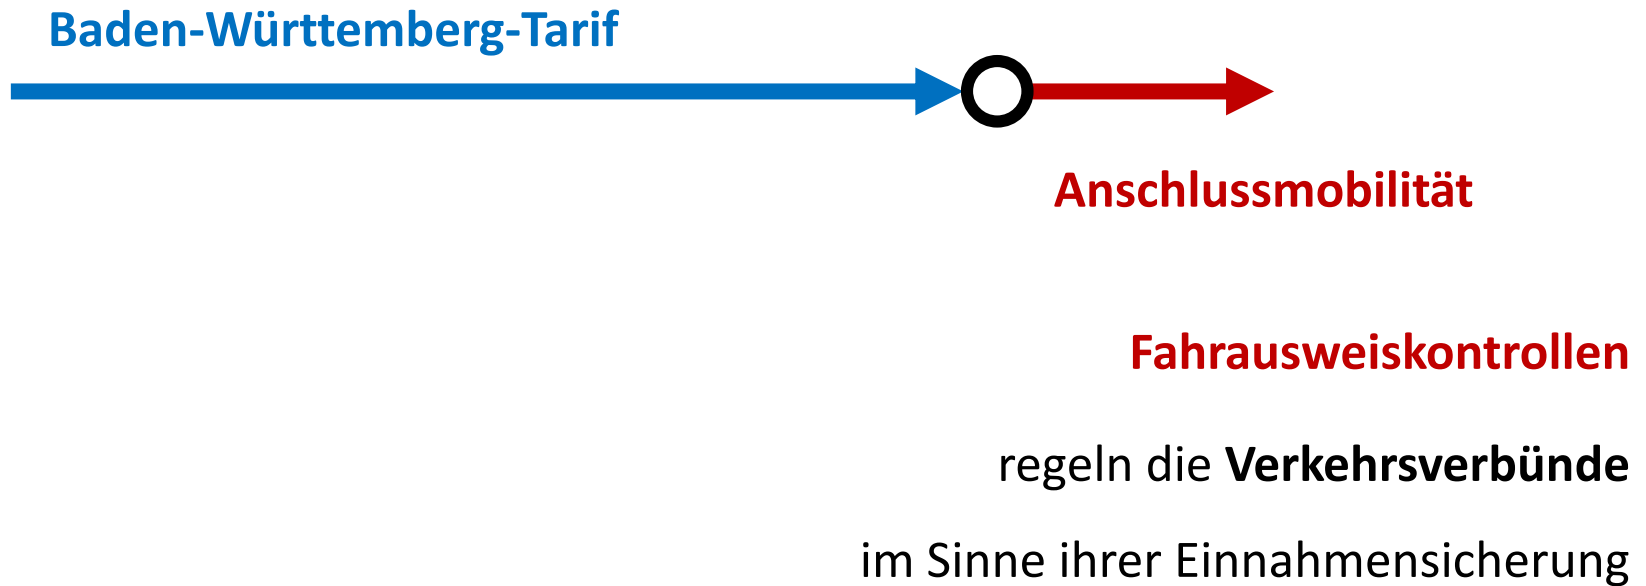 Baden-Württemberg-Tarif
Anschlussmobilität
Fahrausweiskontrollen
regeln die Verkehrsverbünde
im Sinne ihrer Einnahmensicherung